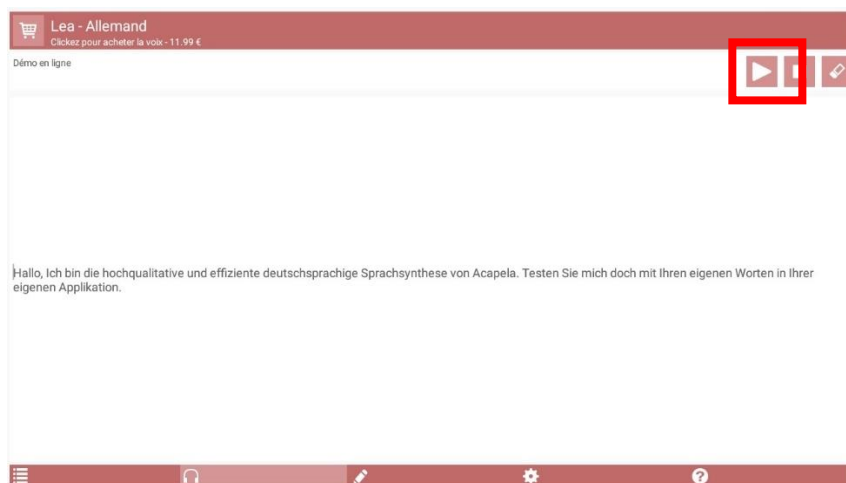 Lea - Allemand
Clickez pour acheter la voix - 11.99 €
Démo en ligne
Hallo, Ich bin die hochqualitative und effiziente deutschsprachige Sprachsynthese von Acapela. Testen Sie mich doch mit Ihren eigenen Worten in Ihrer
eigenen Applikation.